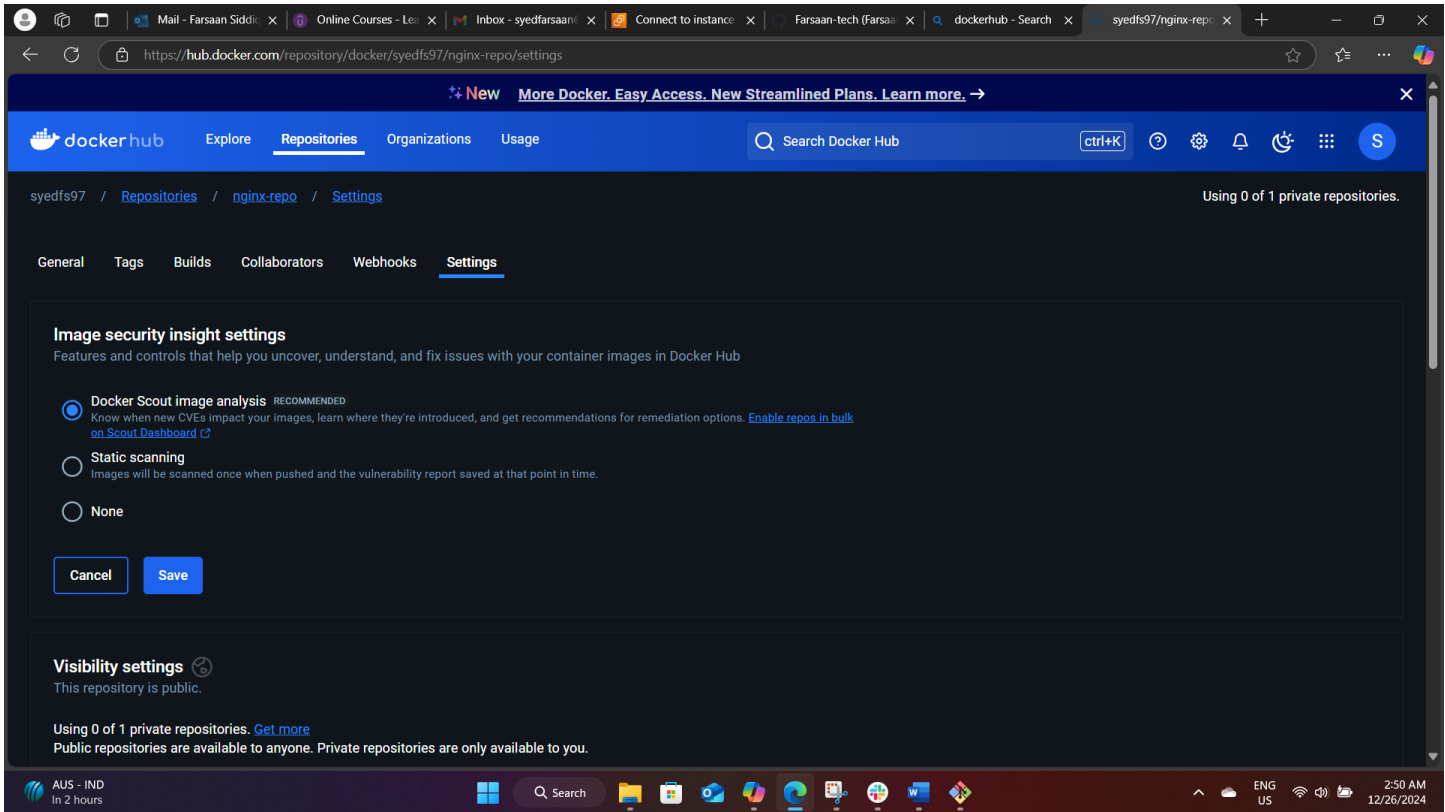 Mail - Farsaan Siddic
Online Courses - Lea
Inbox - syedfarsaan6
Connect to instance
Farsaan-tech (Farsaa
dockerhub - Search
syedfs97/nginx-repo
https://hub.docker.com/repository/docker/syedfs97/nginx-repo/settings
New More Docker. Easy Access. New Streamlined Plans. Learn more. →
dockerhub Explore Repositories Organizations Usage Search Docker Hub ctrl+K S
syedfs97 / Repositories / nginx-repo / Settings Using 0 of 1 private repositories.
General Tags Builds Collaborators Webhooks Settings
Image security insight settings
Features and controls that help you uncover, understand, and fix issues with your container images in Docker Hub
Docker Scout image analysis RECOMMENDED
Know when new CVEs impact your images, learn where they're introduced, and get recommendations for remediation options. Enable repos in bulk
on Scout Dashboard
Static scanning
Images will be scanned once when pushed and the vulnerability report saved at that point in time.
None
Cancel Save
Visibility settings
This repository is public.
Using 0 of 1 private repositories. Get more
Public repositories are available to anyone. Private repositories are only available to you.
AUS - IND
In 2 hours
Search
ENG
US
2:50 AM
12/26/2024